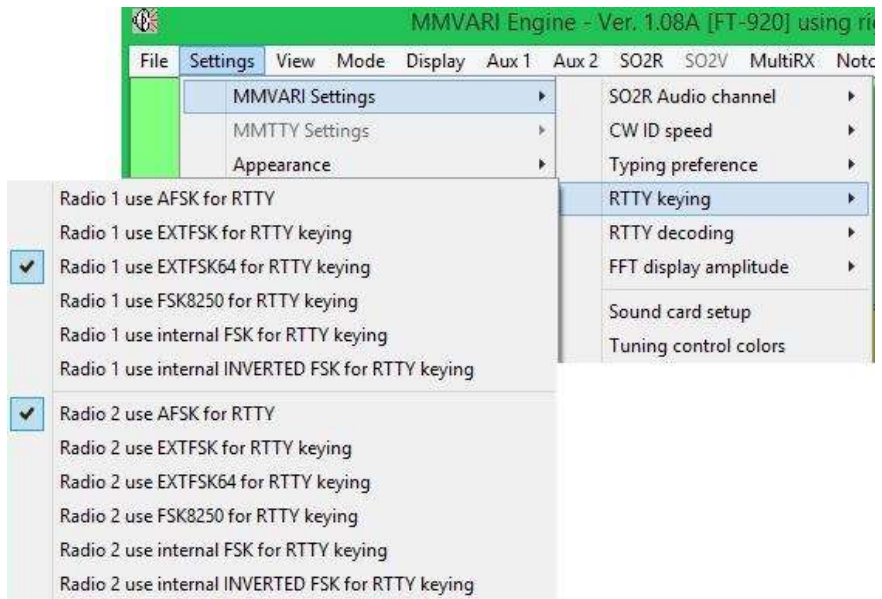 MMVARI Engine - Ver. 1.08A [FT-920] using
File Settings View Mode Display Aux 1 Aux 2 SO2R SO2V MultiRX
MMVARI Settings
MMTTY Settings
Appearance
SO2R Audio channel
CW ID speed
Typing preference
RTTY keying
RTTY decoding
FFT display amplitude
Sound card setup
Tuning control colors
Radio 1 use AFSK for RTTY
Radio 1 use EXTFSK for RTTY keying
Radio 1 use EXTFSK64 for RTTY keying
Radio 1 use FSK8250 for RTTY keying
Radio 1 use internal FSK for RTTY keying
Radio 1 use internal INVERTED FSK for RTTY keying
Radio 2 use AFSK for RTTY
Radio 2 use EXTFSK for RTTY keying
Radio 2 use EXTFSK64 for RTTY keying
Radio 2 use FSK8250 for RTTY keying
Radio 2 use internal FSK for RTTY keying
Radio 2 use internal INVERTED FSK for RTTY keying